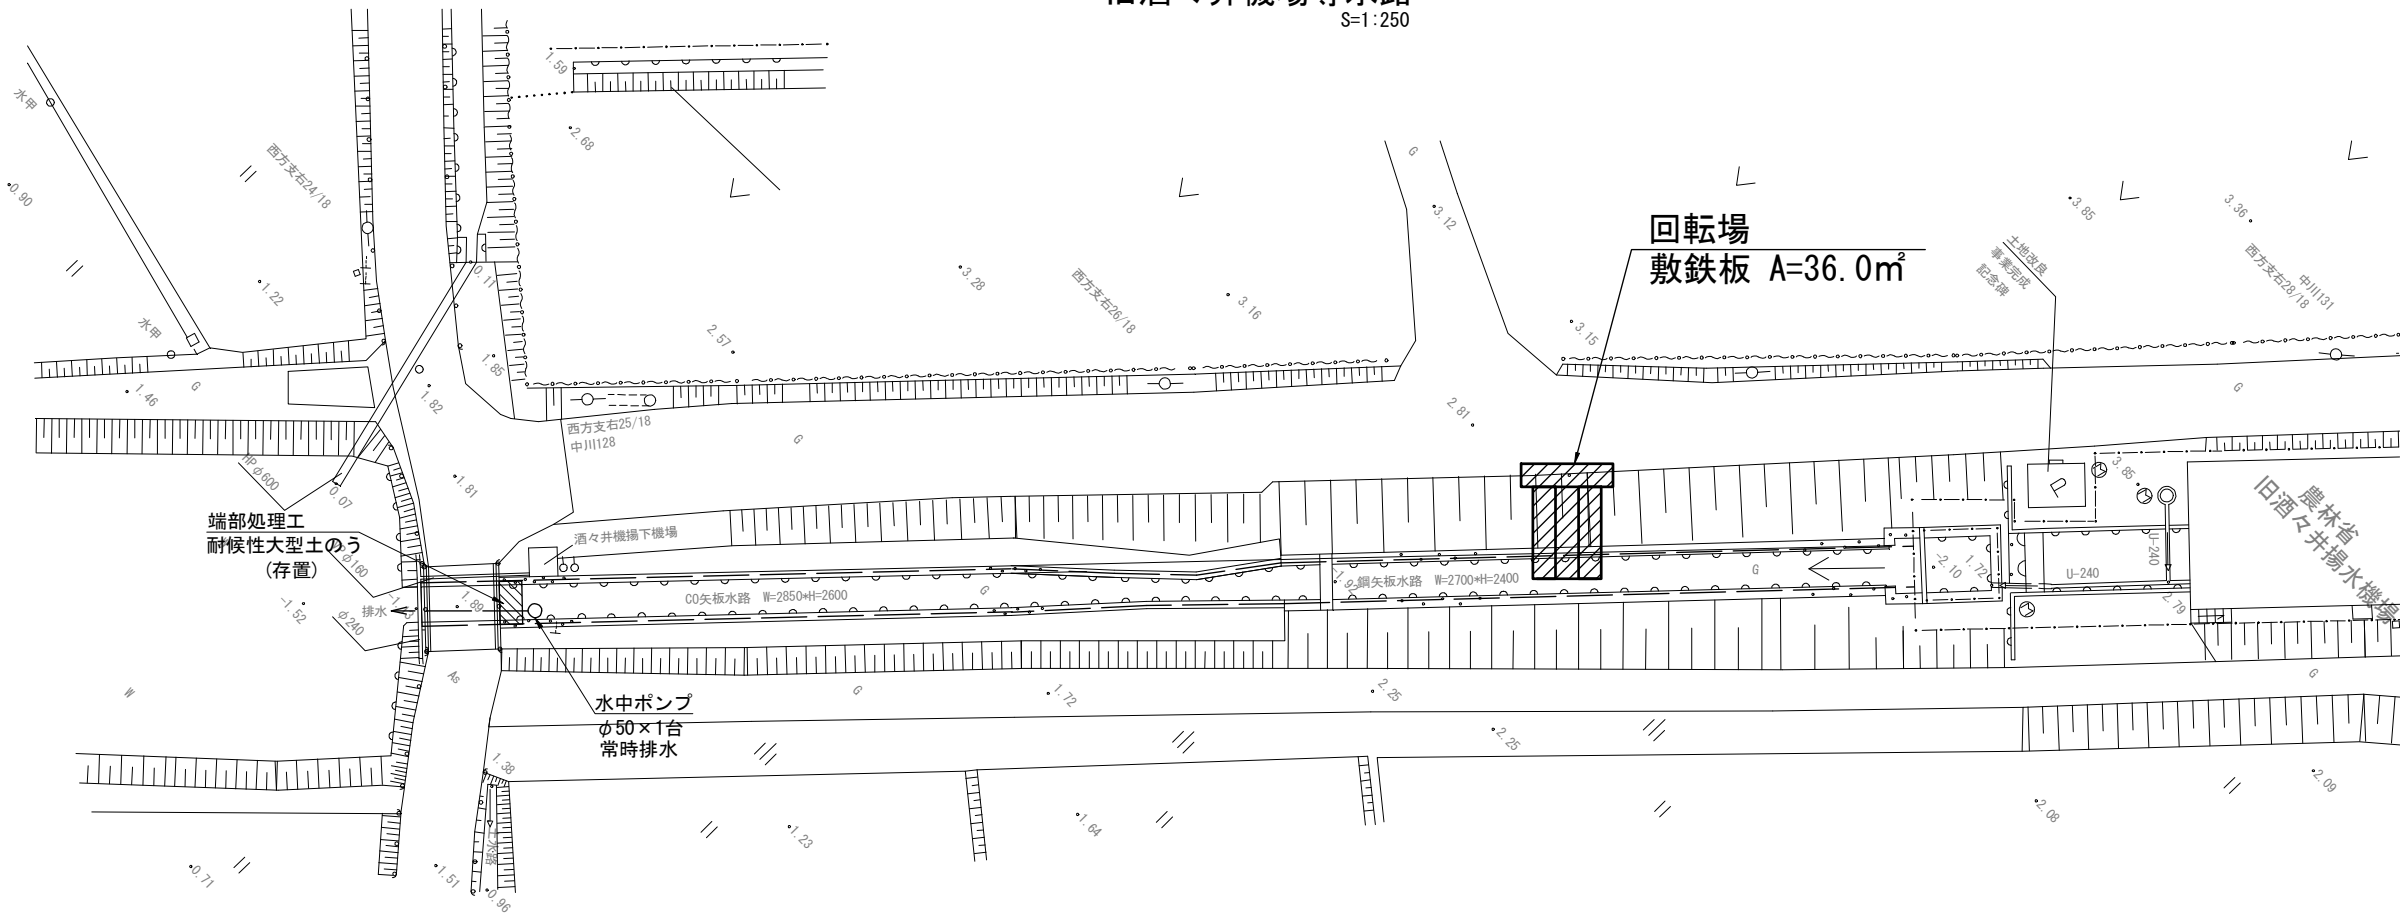 S=1:250
1.59
水甲
2.68
西方支右24/18
0.90
G
3.12
3.85
3.36
回転場
敷鉄板 A=36.0㎡
土地改良
事業完成
記念碑
中川131
西方支右28/18
0.11
3.28
西方支右26/18
1.22
3.16
水甲
2.57
3.15
1.85
G
1.46
1.82
G
2.81
西方支右25/18
中川128
G
HPφ600
1.81
3.85
0.07
農林省
旧酒々井揚水機場
端部処理工
耐候性大型土のう
(存置)
酒々井機揚下機場
U-240
-1.92
鋼矢板水路 W=2700*H=2400
G
-2.10
1.72
U-240
CO矢板水路 W=2850*H=2600
G
2.79
-1.52
排水
1.89
φ240
As
W
G
1.72
2.25
G
水中ポンプ
φ50×1台
常時排水
2.25
1.38
2.09
土水路
1.23
1.64
2.08
0.71
1.51
0.96